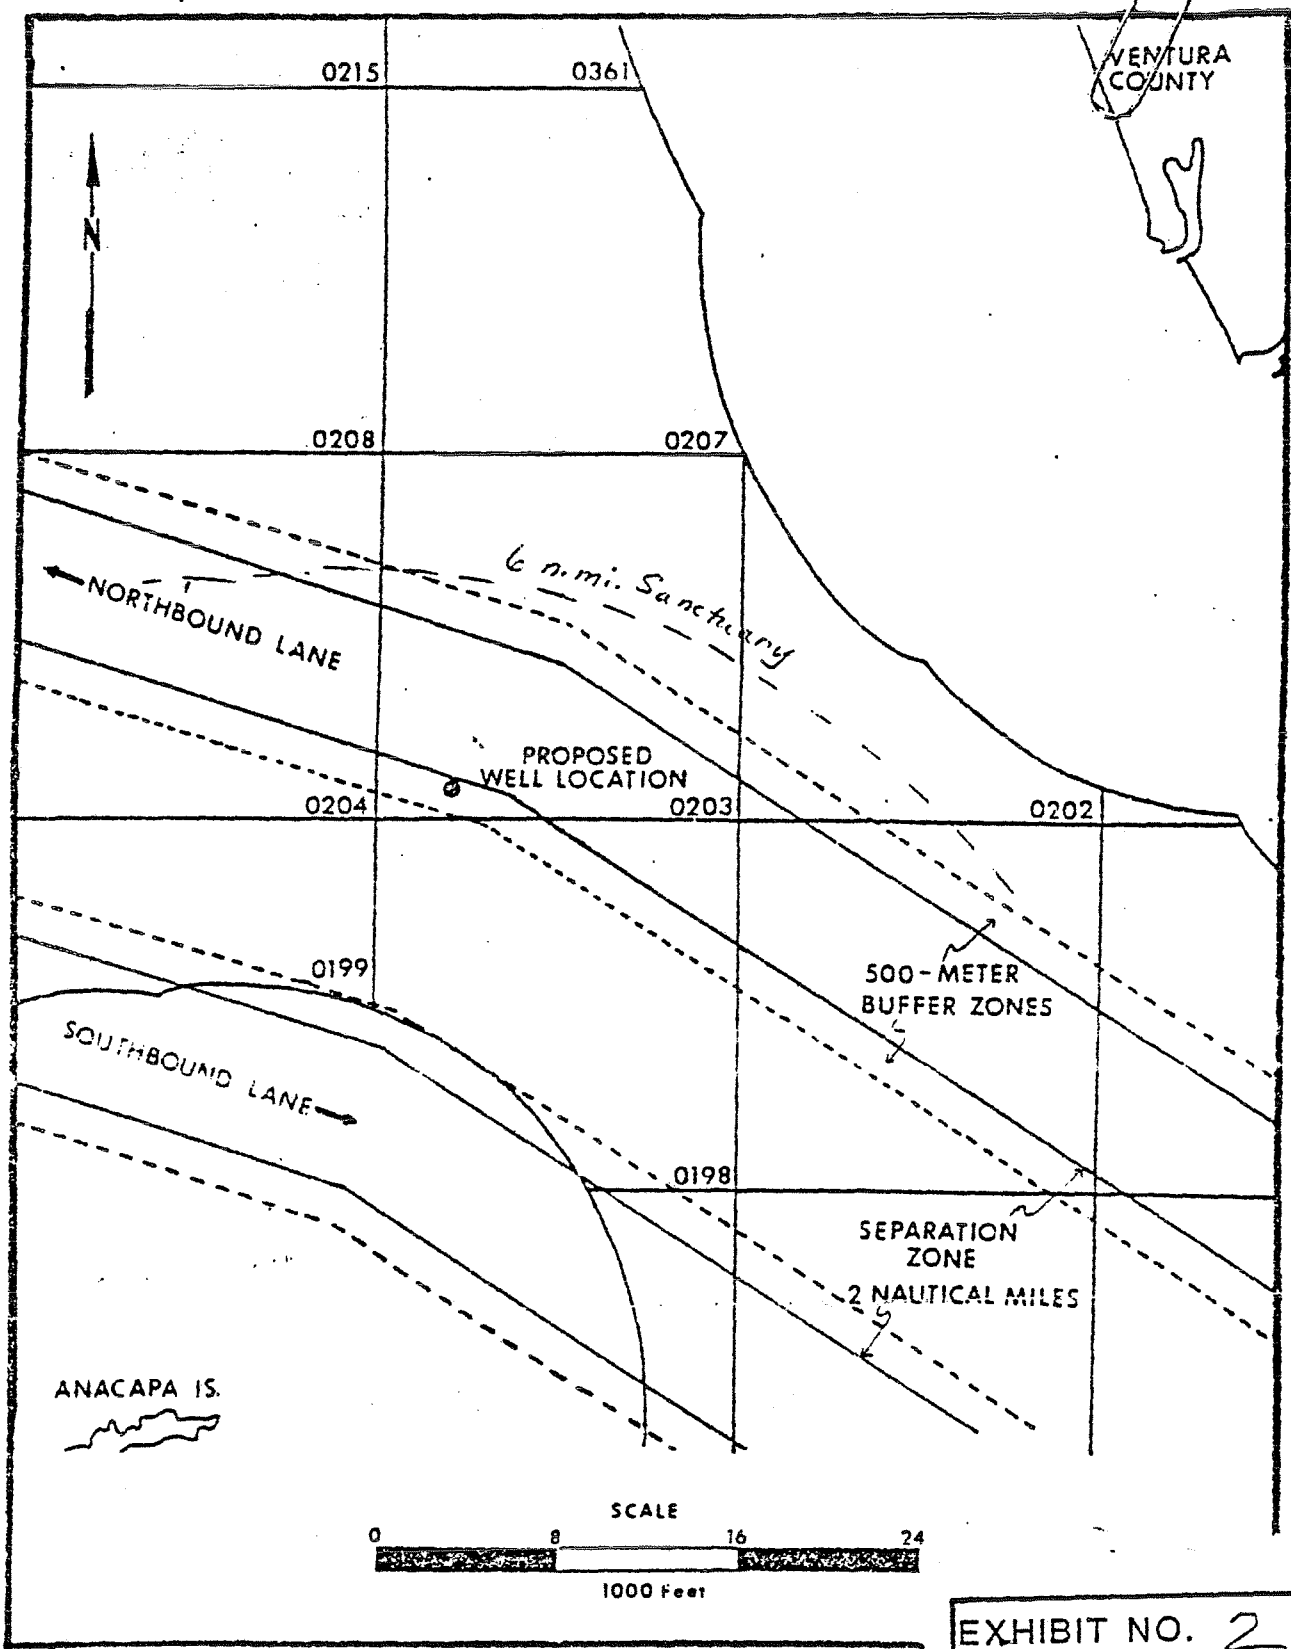 VENTURA
COUNTY
0215
0361
N
0208
0207
6 n.mi. Sanctuary
NORTHBOUND LANE
PROPOSED
WELL LOCATION
0204
0203
0202
0199
500-METER
BUFFER ZONES
SOUTHBOUND LANE
0198
SEPARATION
ZONE
2 NAUTICAL MILES
ANACAPA IS.
SCALE
0 8 16 24
1000 Feet
EXHIBIT NO. 2